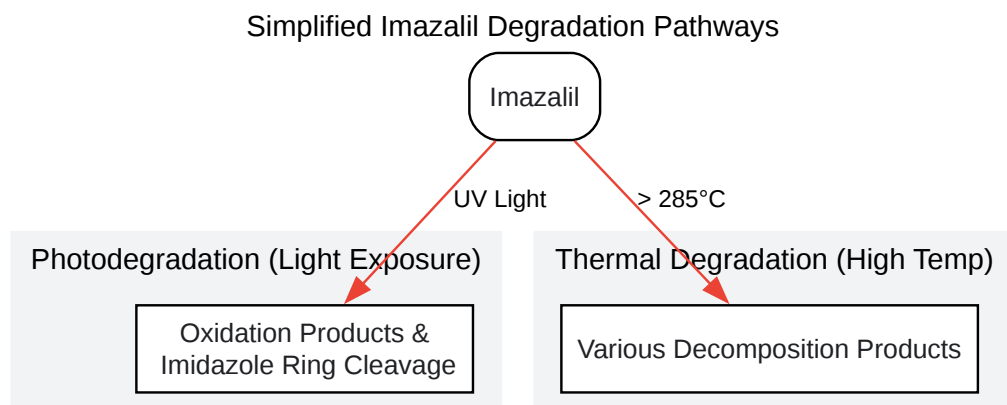 Simplified Imazalil Degradation Pathways
Imazalil
UV Light
> 285°C
Photodegradation (Light Exposure)
Thermal Degradation (High Temp)
Oxidation Products &
Imidazole Ring Cleavage
Various Decomposition Products